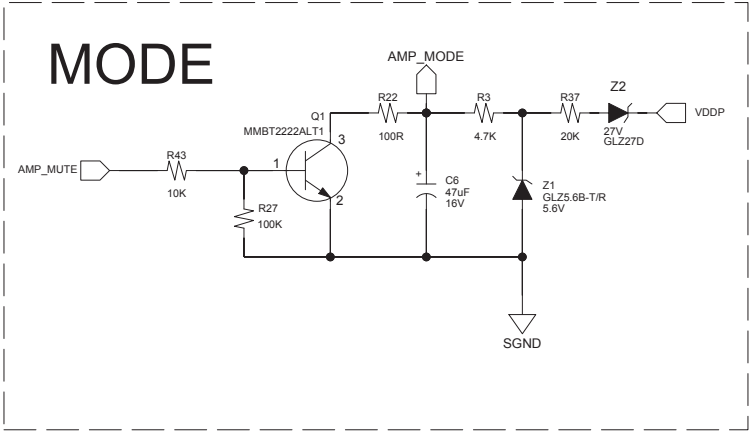 MODE
AMP_MODE
Z2
R22
R3
R37
Q1
VDDP
MMBT2222ALT1
3
100R
4.7K
20K
27V
GLZ27D
R43
AMP_MUTE
1
10K
+
C6
47uF
16V
Z1
GLZ5.6B-T/R
5.6V
2
R27
100K
SGND